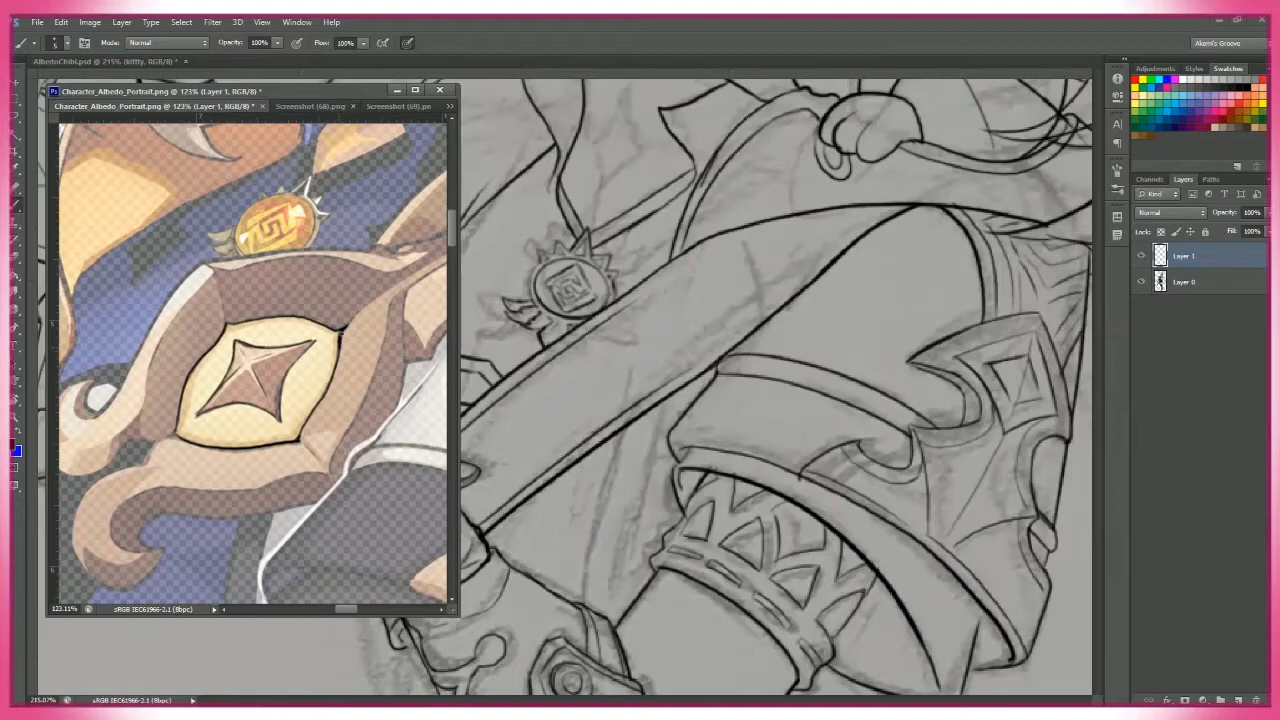 File Edit Image Layer Type Select Filter 3D View Window Help
5 Mode: Normal Opacity: 100% Flow: 100% Akemi's Groove
AlbedoChibi.psd @ 215% (kittty, RGB/8) * ×
Ps Character_Albedo_Portrait.png @ 123% (Layer 1, RGB/8) *
Character_Albedo_Portrait.png @ 123% (Layer 1, RGB/8) * × Screenshot (68).png × Screenshot (69).pn
Adjustments Styles Swatches
Channels Layers Paths
Kind
Normal Opacity: 100%
Lock: Fill: 100%
Layer 1
Layer 0
123.11% sRGB IEC61966-2.1 (8bpc)
215.07% sRGB IEC61966-2.1 (8bpc)